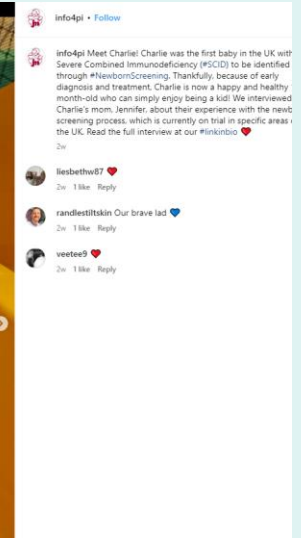 info4pi • Follow
info4pi Meet Charlie! Charlie was the first baby in the UK with
Severe Combined Immunodeficiency (#SCID) to be identified
through #NewbornScreening. Thankfully, because of early
diagnosis and treatment, Charlie is now a happy and healthy
month-old who can simply enjoy being a kid! We interviewed
Charlie's mom, Jennifer, about their experience with the newb
screening process, which is currently on trial in specific areas
the UK. Read the full interview at our #linkinbio ❤️
2w
liesbethw87 ❤️
2w 1 like Reply
randlestiltskin Our brave lad 💙
2w 1 like Reply
veetee9 ❤️
2w 1 like Reply